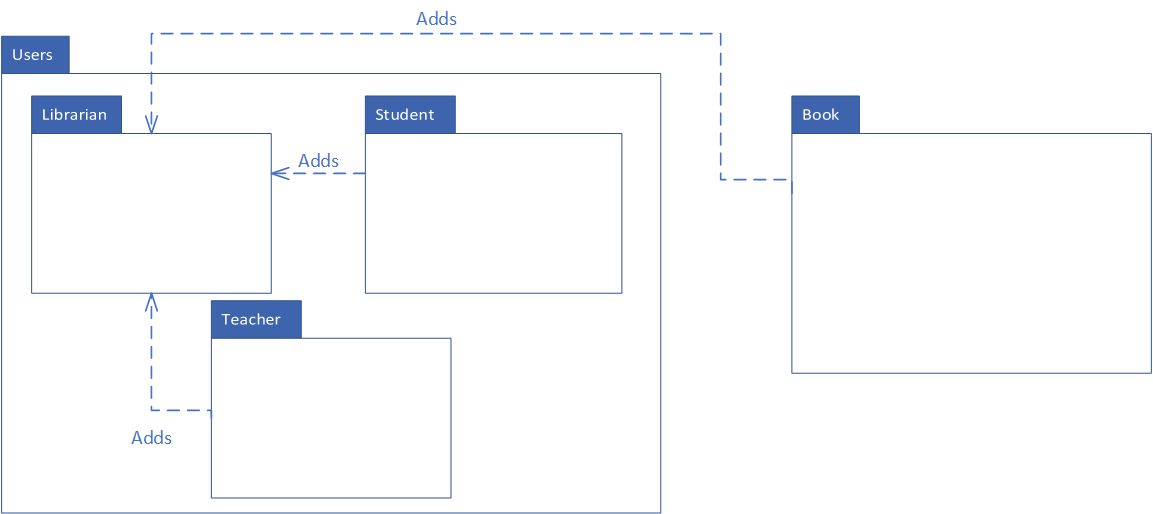 Adds
Users
Librarian
Student
Book
Adds
Teacher
Adds